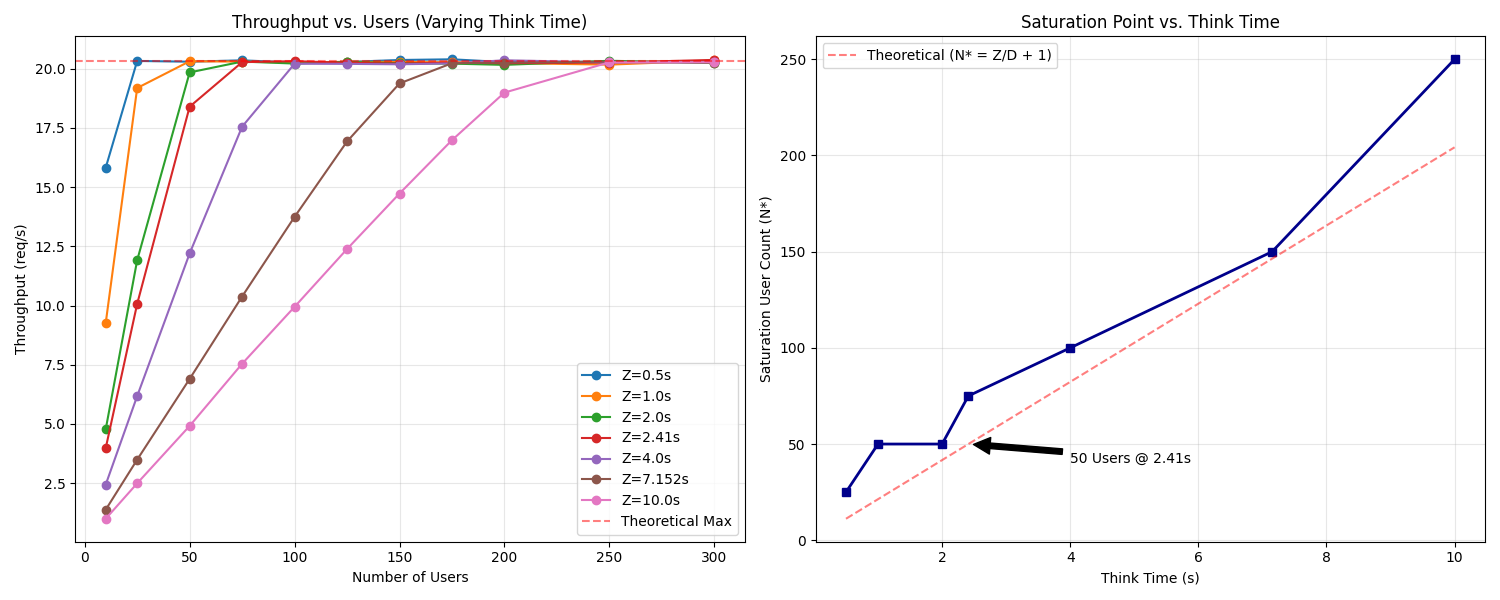 Throughput vs. Users (Varying Think Time)
Throughput (req/s)
20.0
17.5
15.0
12.5
10.0
7.5
5.0
2.5
0 50 100 150 200 250 300
Number of Users
Z=0.5s
Z=1.0s
Z=2.0s
Z=2.41s
Z=4.0s
Z=7.152s
Z=10.0s
Theoretical Max
Saturation Point vs. Think Time
Theoretical (N* = Z/D + 1)
Saturation User Count (N*)
250
200
150
100
50
0
50 Users @ 2.41s
2 4 6 8 10
Think Time (s)